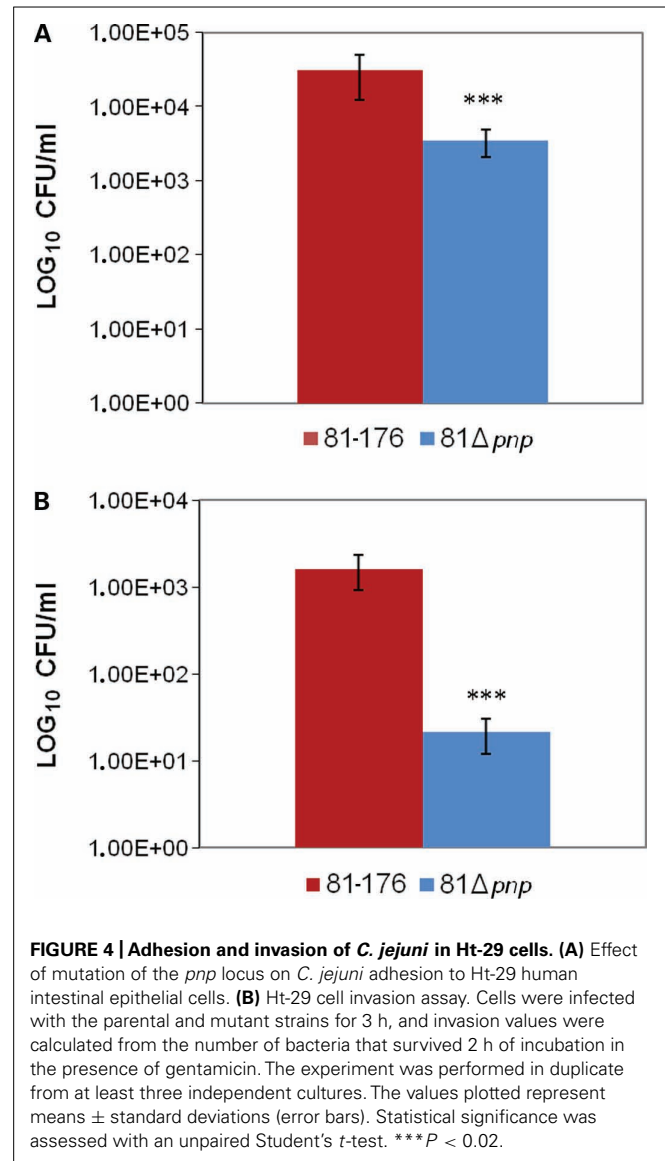 A
1.00E+05
1.00E+04
1.00E+03
1.00E+02
1.00E+01
1.00E+00
LOG₁₀ CFU/ml
***
81-176 81Δpnp
B
1.00E+04
1.00E+03
1.00E+02
1.00E+01
1.00E+00
LOG₁₀ CFU/ml
***
81-176 81Δpnp
FIGURE 4 | Adhesion and invasion of C. jejuni in Ht-29 cells. (A) Effect
of mutation of the pnp locus on C. jejuni adhesion to Ht-29 human
intestinal epithelial cells. (B) Ht-29 cell invasion assay. Cells were infected
with the parental and mutant strains for 3 h, and invasion values were
calculated from the number of bacteria that survived 2 h of incubation in
the presence of gentamicin. The experiment was performed in duplicate
from at least three independent cultures. The values plotted represent
means ± standard deviations (error bars). Statistical significance was
assessed with an unpaired Student's t-test. ***P < 0.02.